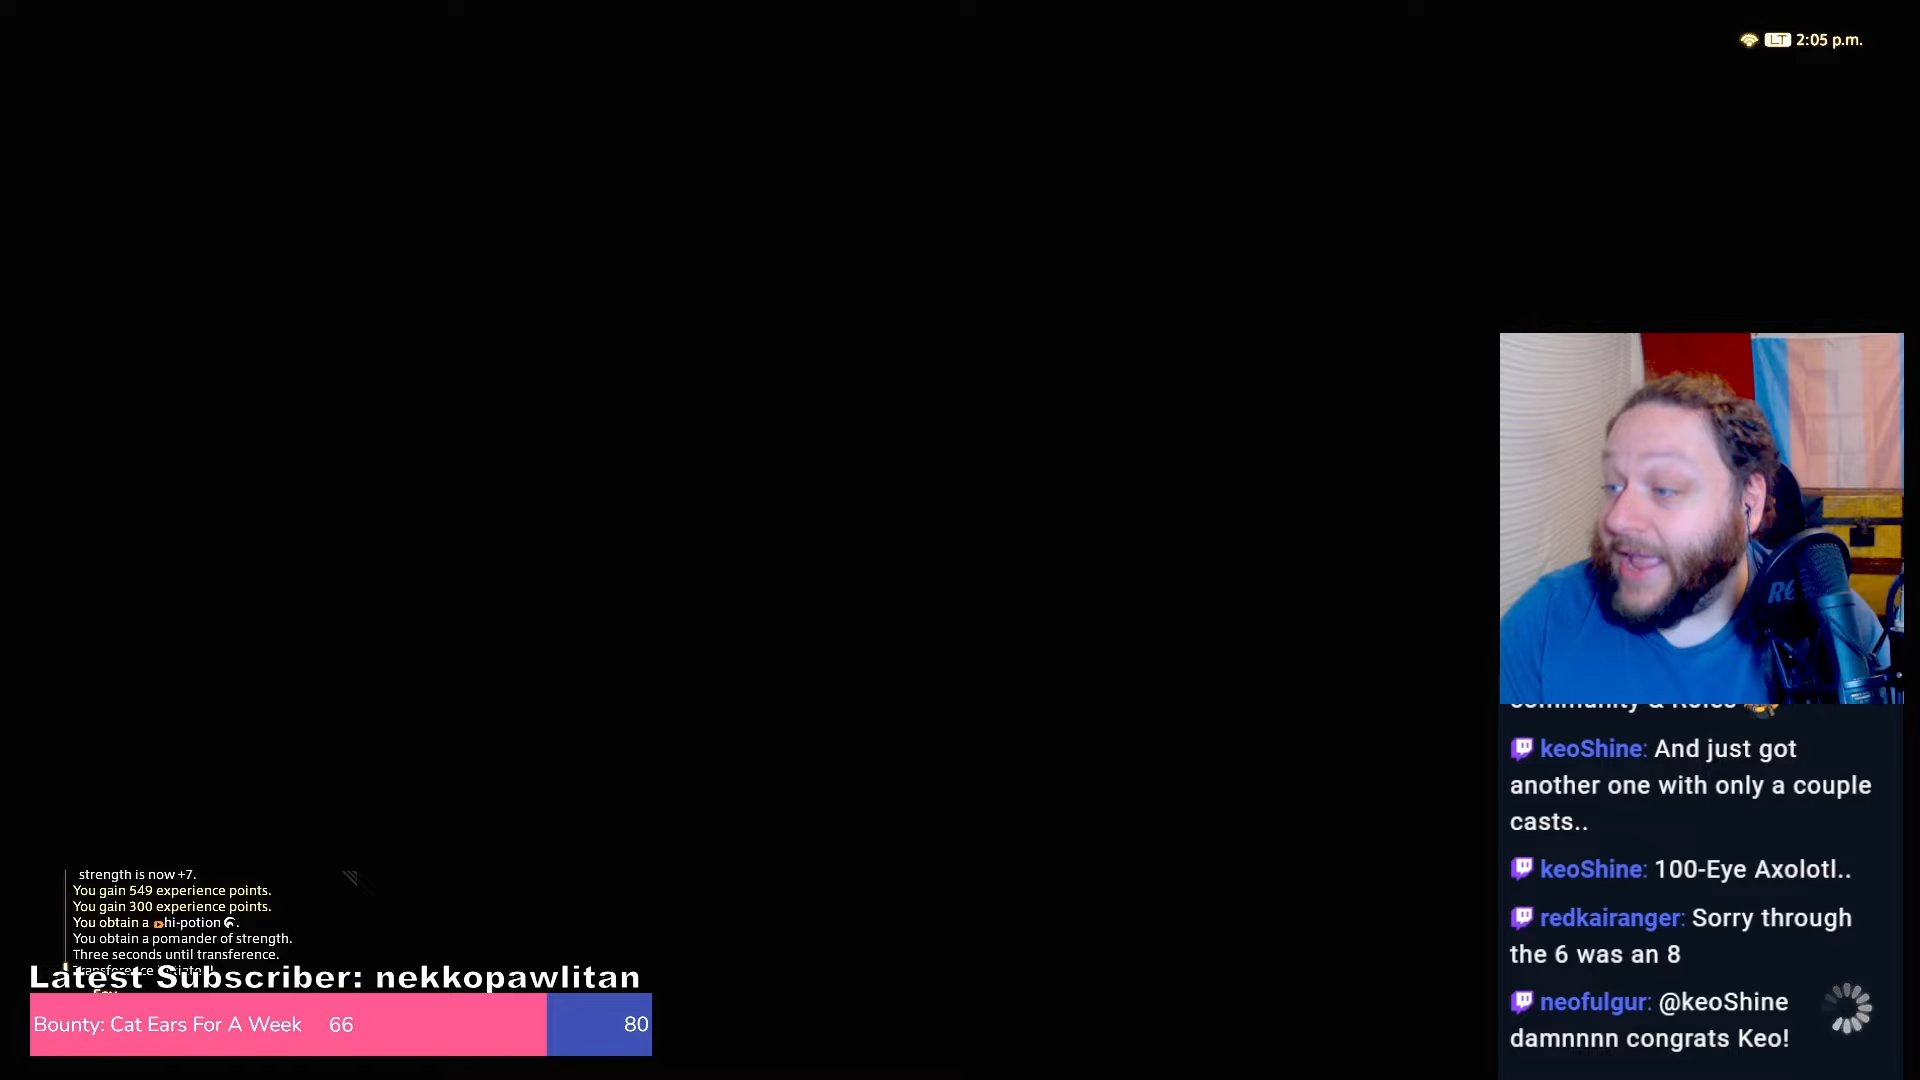 LT 2:05 p.m.
community & Roles
keoShine: And just got
another one with only a couple
casts..
keoShine: 100-Eye Axolotl..
redkairanger: Sorry through
the 6 was an 8
neofulgur: @keoShine
damnnnn congrats Keo!
strength is now +7.
You gain 549 experience points.
You gain 300 experience points.
You obtain a hi-potion.
You obtain a pomander of strength.
Three seconds until transference.
Latest Subscriber: nekkopawlitan
Bounty: Cat Ears For A Week 66 80